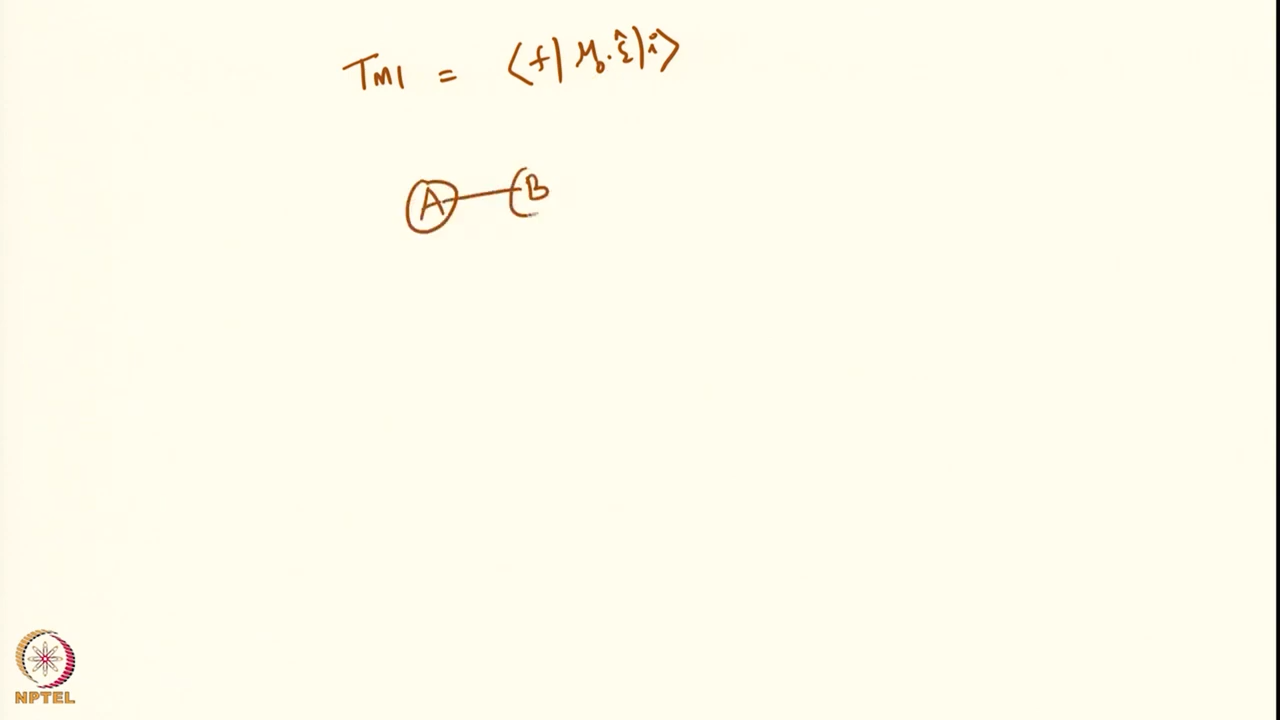 TMI = ⟨f| μ₀.ε̂ |i⟩
A B
NPTEL